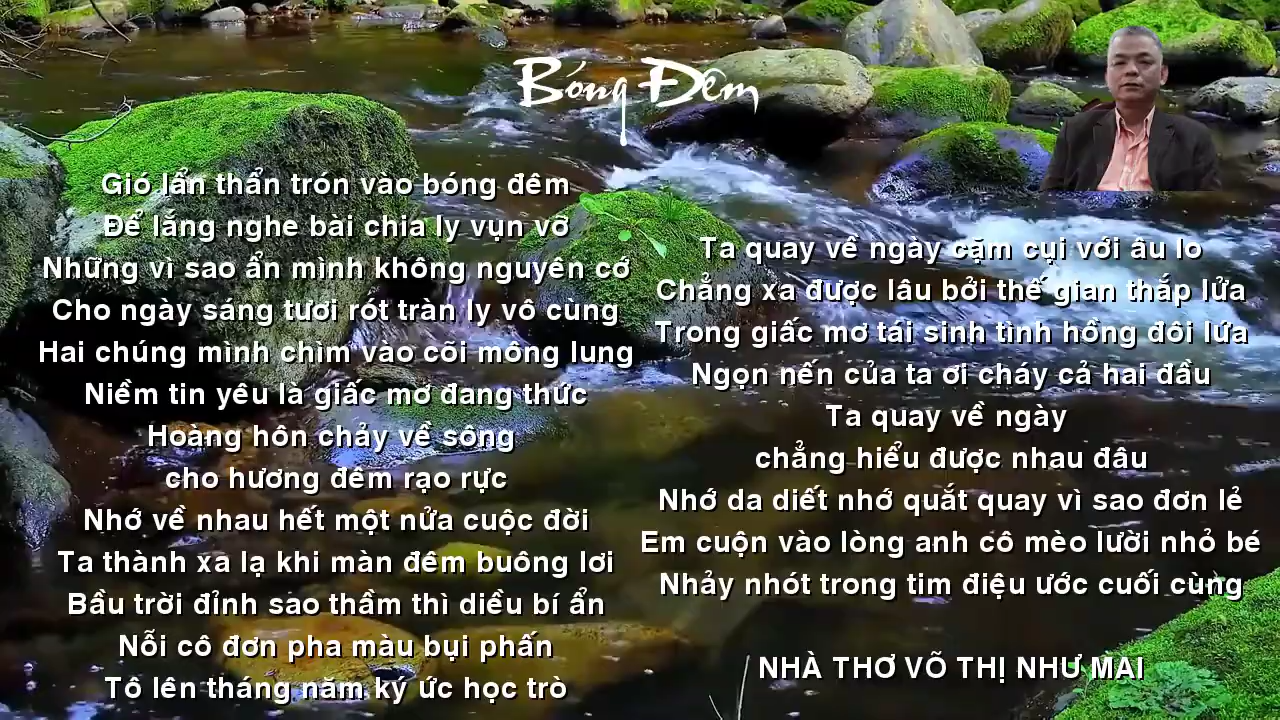 Bóng Đêm
Gió lẩn thẩn trón vào bóng đêm
Để lắng nghe bài chia ly vụn vỡ
Những vì sao ẩn mình không nguyên cớ
Cho ngày sáng tươi rót tràn ly vô cùng
Hai chúng mình chìm vào cõi mông lung
Niềm tin yêu là giấc mơ đang thức
Hoàng hôn chảy về sông
cho hương đêm rạo rực
Nhớ về nhau hết một nửa cuộc đời
Ta thành xa lạ khi màn đêm buông lơi
Bầu trời đỉnh sao thầm thì diều bí ẩn
Nỗi cô đơn pha màu bụi phấn
Tô lên tháng năm ký ức học trò
Ta quay về ngày cặm cụi với âu lo
Chẳng xa được lâu bởi thế gian thắp lửa
Trong giấc mơ tái sinh tình hồng đôi lứa
Ngọn nến của ta ơi cháy cả hai đầu
Ta quay về ngày
chẳng hiểu được nhau đâu
Nhớ da diết nhớ quắt quay vì sao đơn lẻ
Em cuộn vào lòng anh cô mèo lười nhỏ bé
Nhảy nhót trong tim điệu ước cuối cùng
NHÀ THƠ VÕ THỊ NHƯ MAI